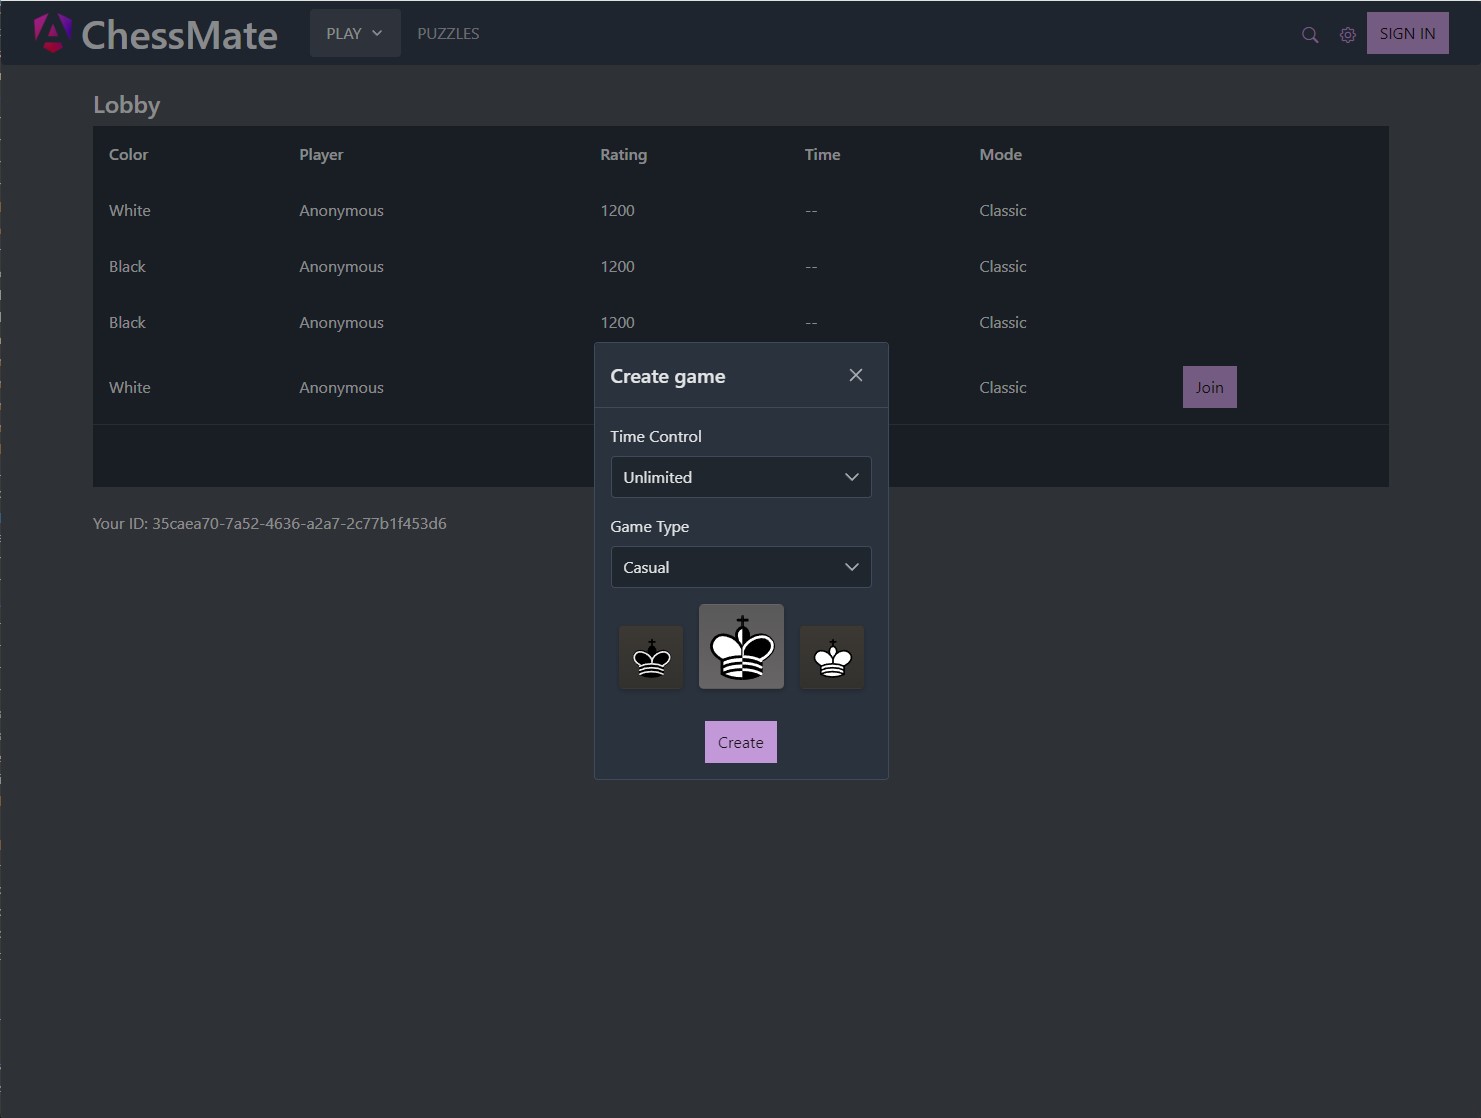 ChessMate PLAY PUZZLES SIGN IN
Lobby
Color Player Rating Time Mode
White Anonymous 1200 -- Classic
Black Anonymous 1200 -- Classic
Black Anonymous 1200 -- Classic
White Anonymous Classic Join
Create game
Time Control
Unlimited
Game Type
Casual
Create
Your ID: 35caea70-7a52-4636-a2a7-2c77b1f453d6